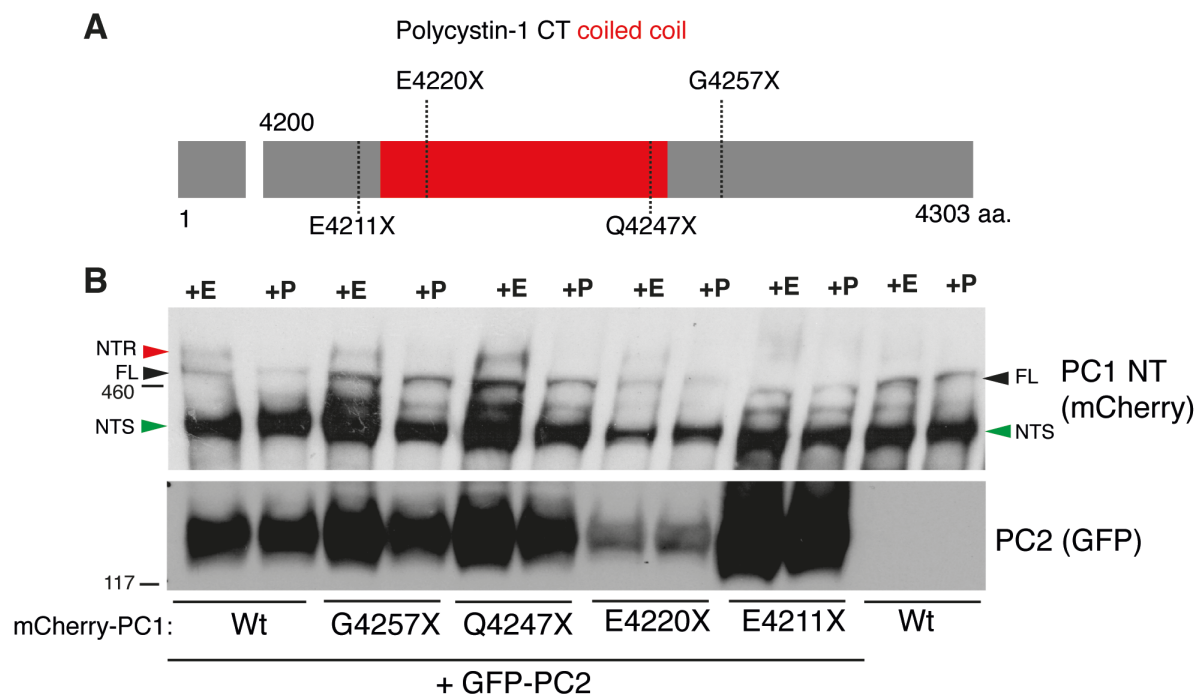 A
Polycystin-1 CT coiled coil
E4220X G4257X
4200
1 E4211X Q4247X 4303 aa.
B
+E +P +E +P +E +P +E +P +E +P +E +P
NTR
FL
460
NTS
FL
NTS
PC1 NT
(mCherry)
117
PC2 (GFP)
mCherry-PC1: Wt G4257X Q4247X E4220X E4211X Wt
+ GFP-PC2